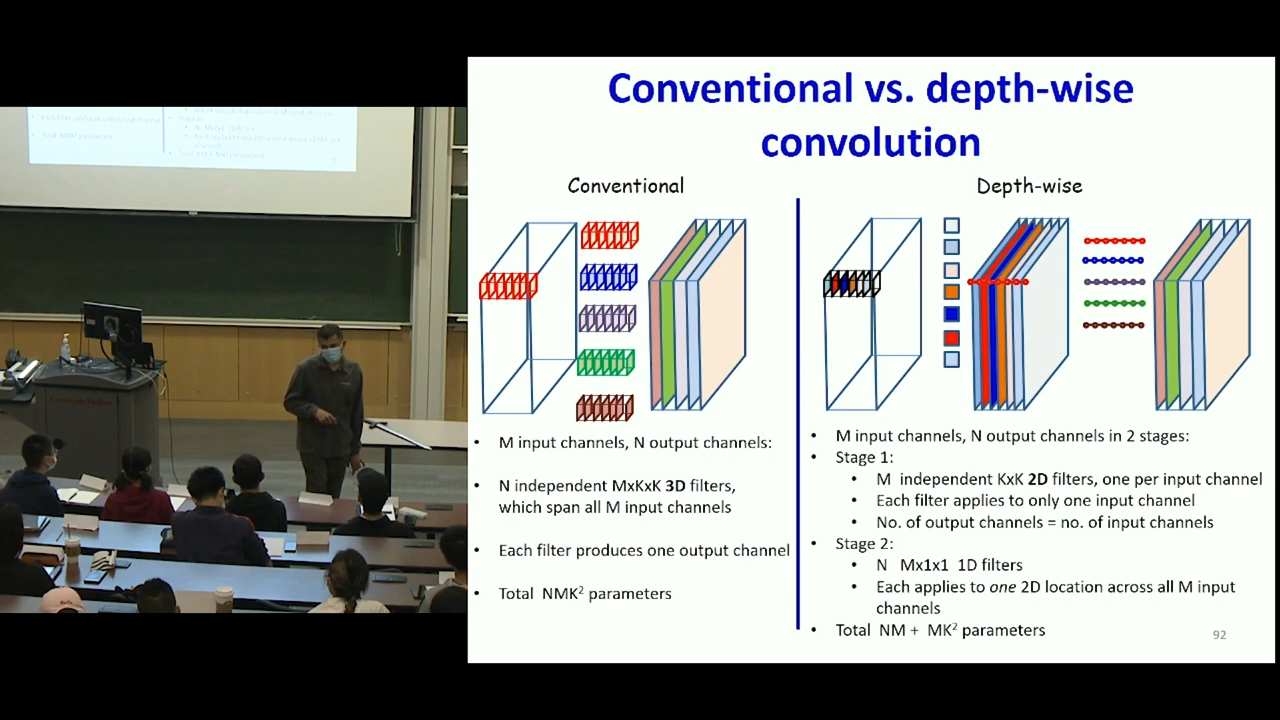 Conventional vs. depth-wise
convolution
Conventional
Depth-wise
• M input channels, N output channels:
• N independent MxKxK 3D filters,
which span all M input channels
• Each filter produces one output channel
• Total NMK² parameters
• M input channels, N output channels in 2 stages:
• Stage 1:
• M independent KxK 2D filters, one per input channel
• Each filter applies to only one input channel
• No. of output channels = no. of input channels
• Stage 2:
• N Mx1x1 1D filters
• Each applies to one 2D location across all M input
channels
• Total NM + MK² parameters
92
Carnegie Mellon